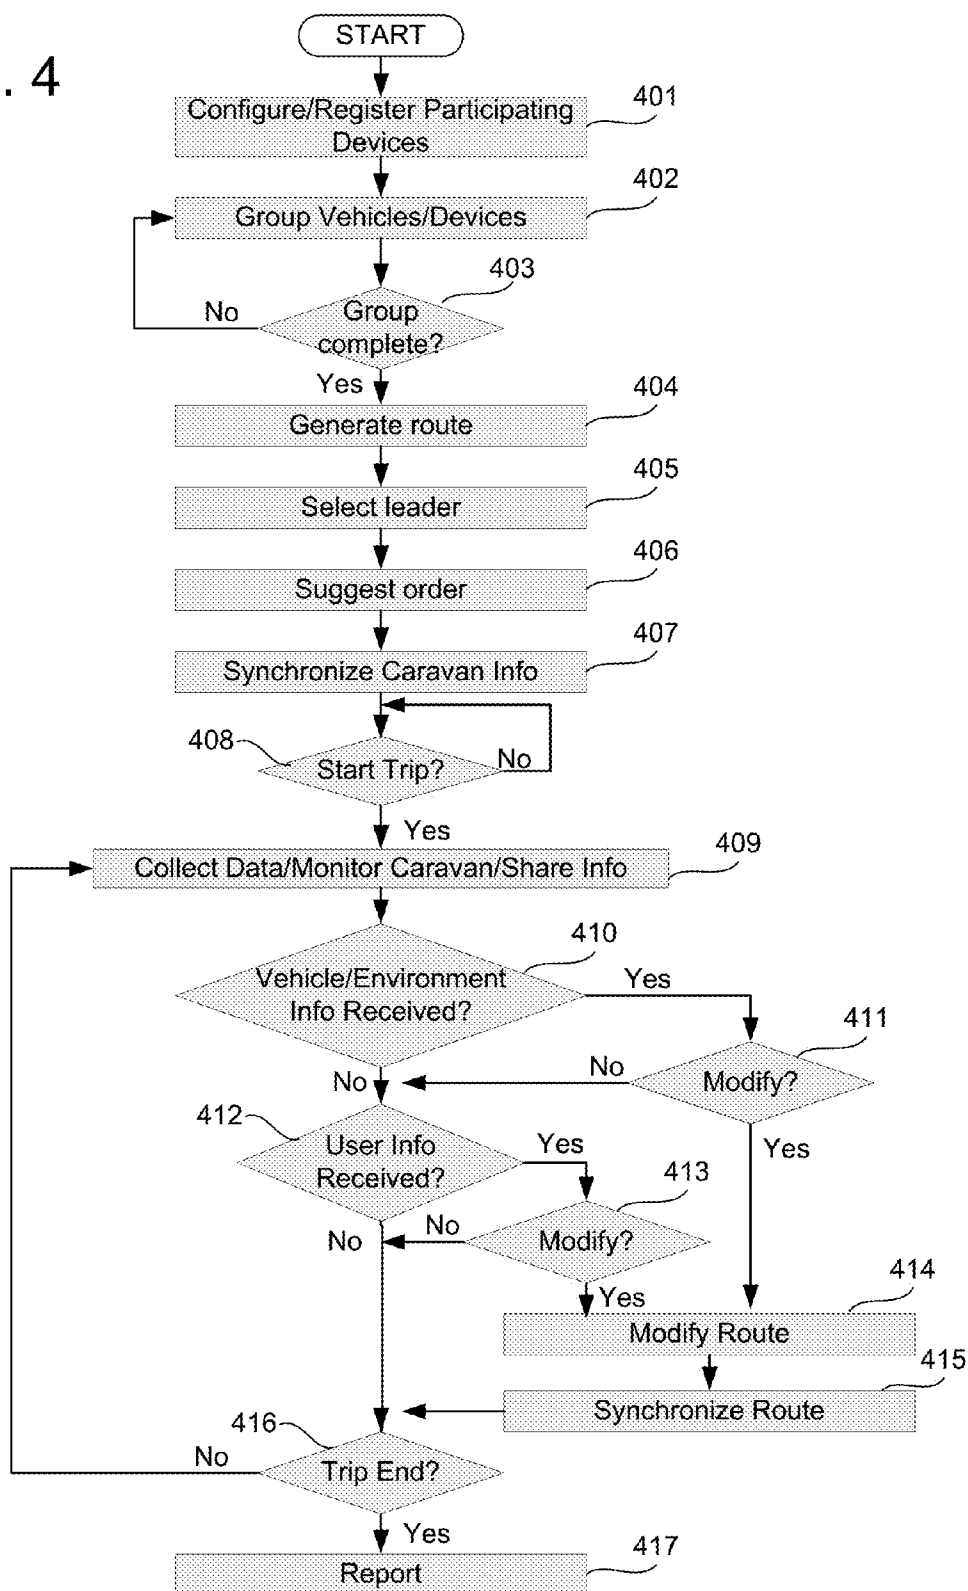 START
. 4
401
Configure/Register Participating
Devices
402
Group Vehicles/Devices
403
No
Group
complete?
Yes
404
Generate route
405
Select leader
406
Suggest order
407
Synchronize Caravan Info
408
Start Trip?
No
Yes
409
Collect Data/Monitor Caravan/Share Info
410
Vehicle/Environment
Info Received?
Yes
411
No
No
Modify?
412
User Info
Received?
Yes
Yes
413
No
No
Modify?
Yes
414
Modify Route
415
Synchronize Route
416
No
Trip End?
Yes
417
Report